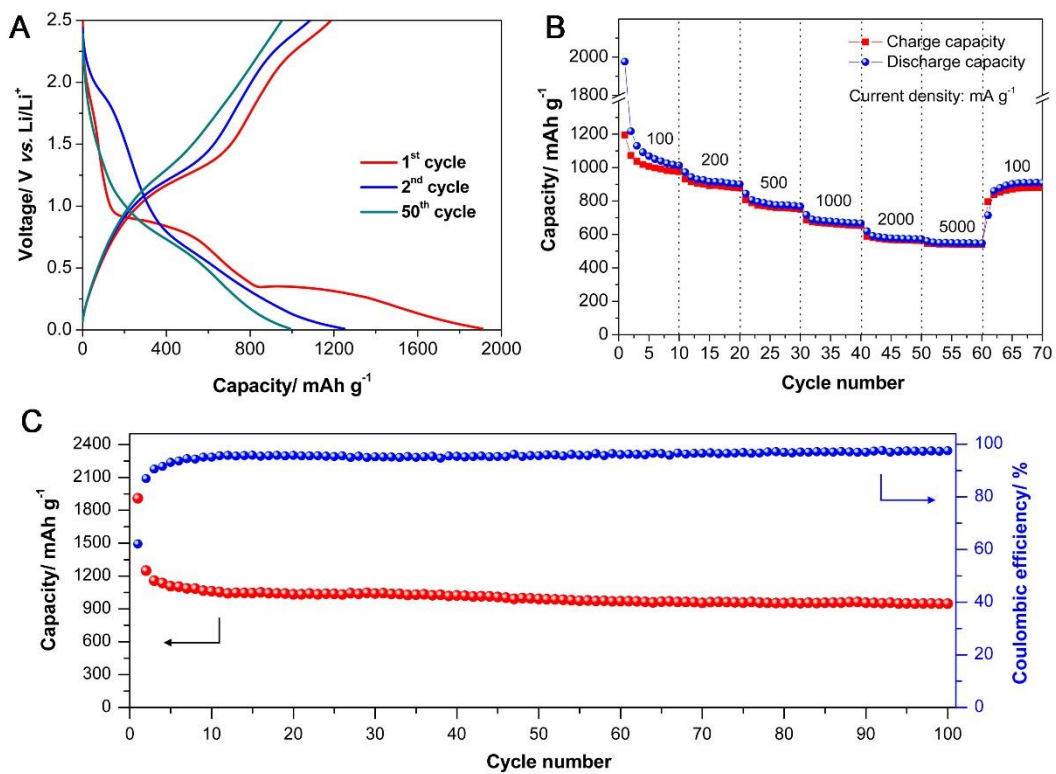 A
2.5
2.0
1.5
1.0
0.5
0.0
Voltage/ V vs. Li/Li⁺
1ˢᵗ cycle
2ⁿᵈ cycle
50ᵗʰ cycle
0
400
800
1200
1600
2000
Capacity/ mAh g⁻¹
B
2000
1800
1200
1000
800
600
400
200
0
Capacity/ mAh g⁻¹
Charge capacity
Discharge capacity
Current density: mA g⁻¹
100
200
500
1000
2000
5000
100
0 5 10 15 20 25 30 35 40 45 50 55 60 65 70
Cycle number
C
2400
2100
1800
1500
1200
900
600
300
0
Capacity/ mAh g⁻¹
100
80
60
40
20
0
Coulombic efficiency/ %
0 10 20 30 40 50 60 70 80 90 100
Cycle number